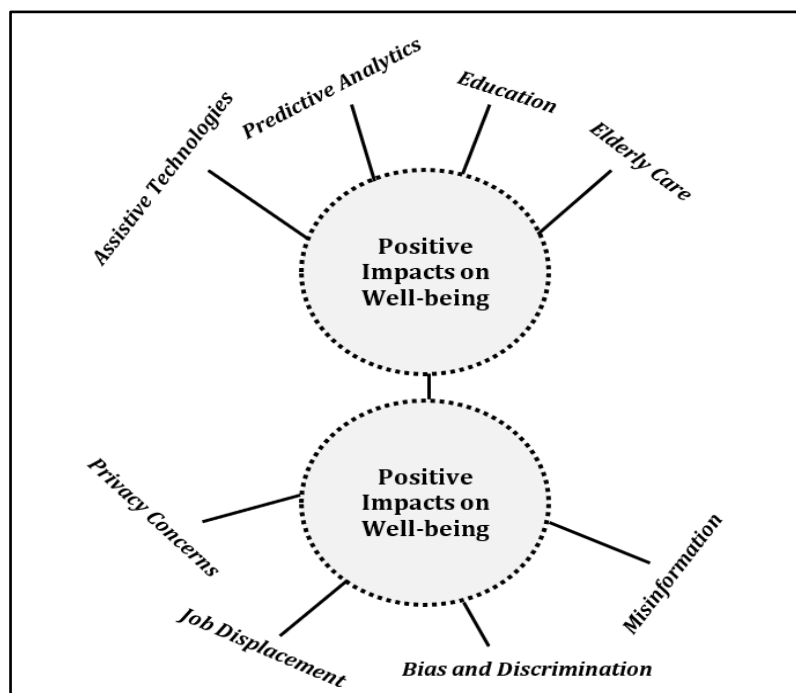 Predictive Analytics
Education
Assistive Technologies
Elderly Care
Positive
Impacts on
Well-being
Positive
Impacts on
Well-being
Privacy Concerns
Misinformation
Job Displacement
Bias and Discrimination